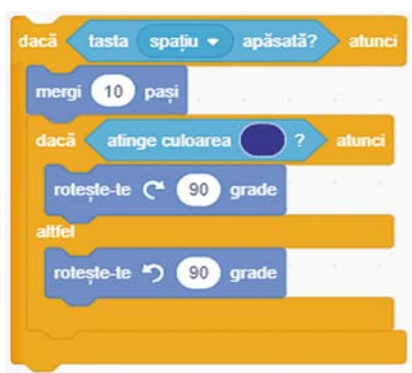 dacă tasta spațiu apăsată? atunci
mergi 10 pași
dacă atinge culoarea ? atunci
rotește-te 90 grade
altfel
rotește-te 90 grade